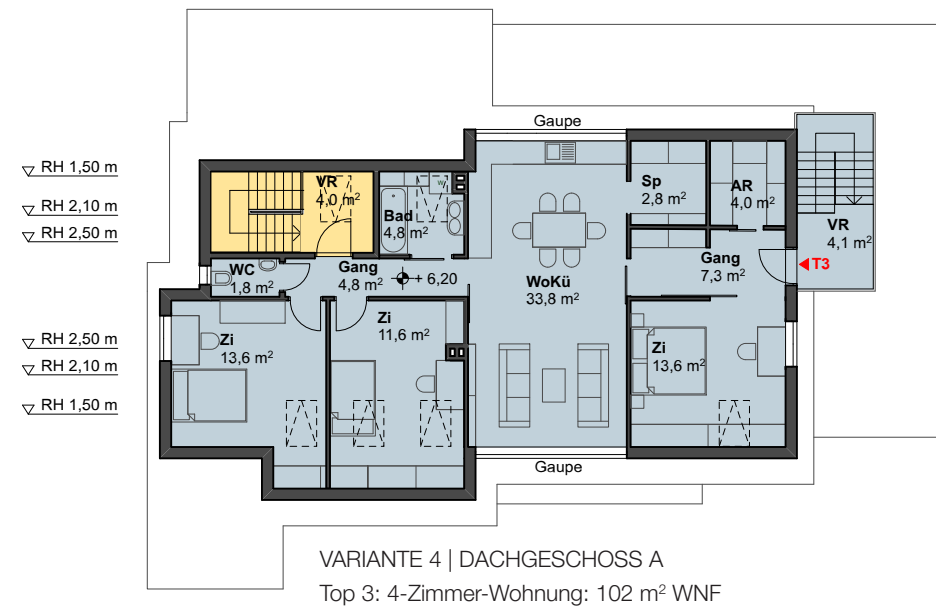 Gaupe
RH 1,50 m
RH 2,10 m
RH 2,50 m
VR
4,0 m²
Bad
4,8 m²
W
Sp
2,8 m²
AR
4,0 m²
VR
4,1 m²
WC
1,8 m²
Gang
4,8 m²
+ 6,20
WoKü
33,8 m²
Gang
7,3 m²
T3
RH 2,50 m
RH 2,10 m
RH 1,50 m
Zi
13,6 m²
Zi
11,6 m²
Zi
13,6 m²
Gaupe
VARIANTE 4 | DACHGESCHOSS A
Top 3: 4-Zimmer-Wohnung: 102 m² WNF